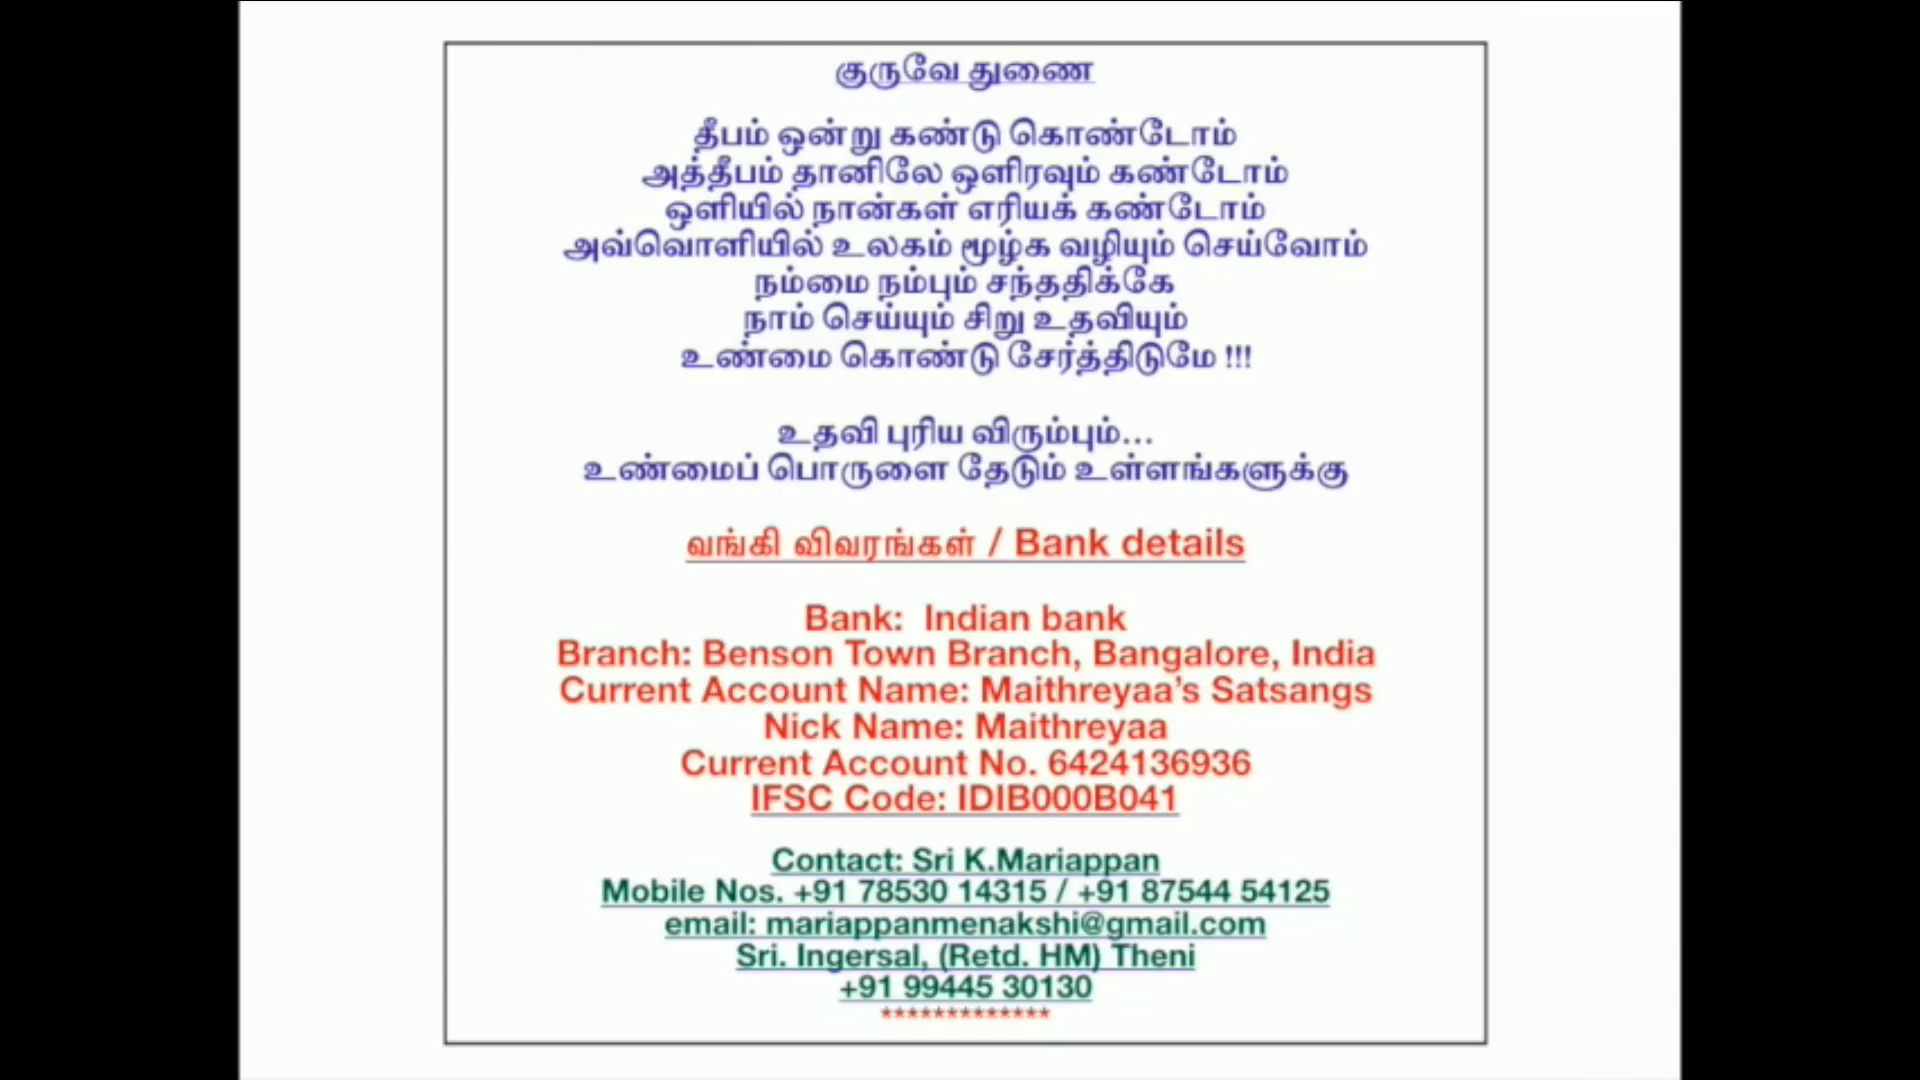 குருவே துணை
தீபம் ஒன்று கண்டு கொண்டோம்
அத்தீபம் தானிலே ஒளிரவும் கண்டோம்
ஒளியில் நான்கள் எரியக் கண்டோம்
அவ்வொளியில் உலகம் மூழ்க வழியும் செய்வோம்
நம்மை நம்பும் சந்ததிக்கே
நாம் செய்யும் சிறு உதவியும்
உண்மை கொண்டு சேர்த்திடுமே !!!
உதவி புரிய விரும்பும்...
உண்மைப் பொருளை தேடும் உள்ளங்களுக்கு
வங்கி விவரங்கள் / Bank details
Bank: Indian bank
Branch: Benson Town Branch, Bangalore, India
Current Account Name: Maithreyaa's Satsangs
Nick Name: Maithreyaa
Current Account No. 6424136936
IFSC Code: IDIB000B041
Contact: Sri K.Mariappan
Mobile Nos. +91 78530 14315 / +91 87544 54125
email: mariappanmenakshi@gmail.com
Sri. Ingersal, (Retd. HM) Theni
+91 99445 30130
*************